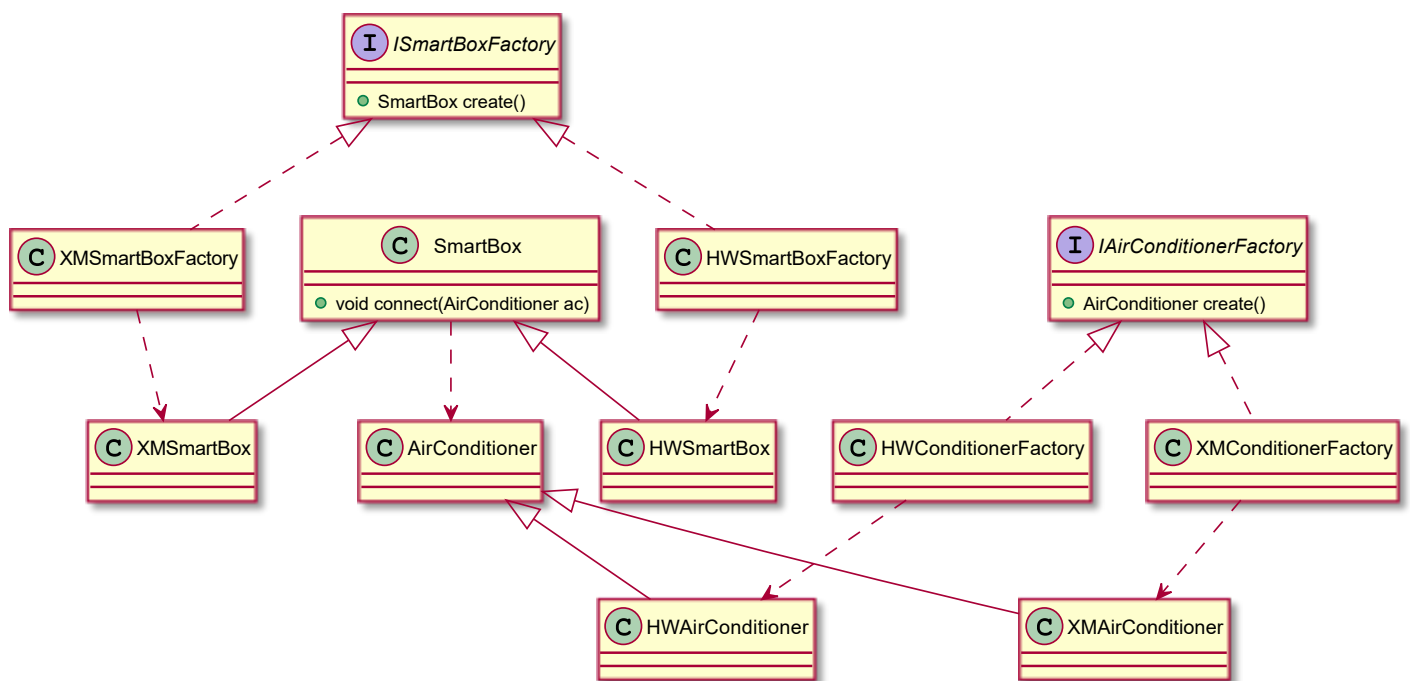 I ISmartBoxFactory
SmartBox create()
C XMSmartBoxFactory
C SmartBox
void connect(AirConditioner ac)
C HWSmartBoxFactory
I IAirConditionerFactory
AirConditioner create()
C XMSmartBox
C AirConditioner
C HWSmartBox
C HWConditionerFactory
C XMConditionerFactory
C HWAirConditioner
C XMAirConditioner